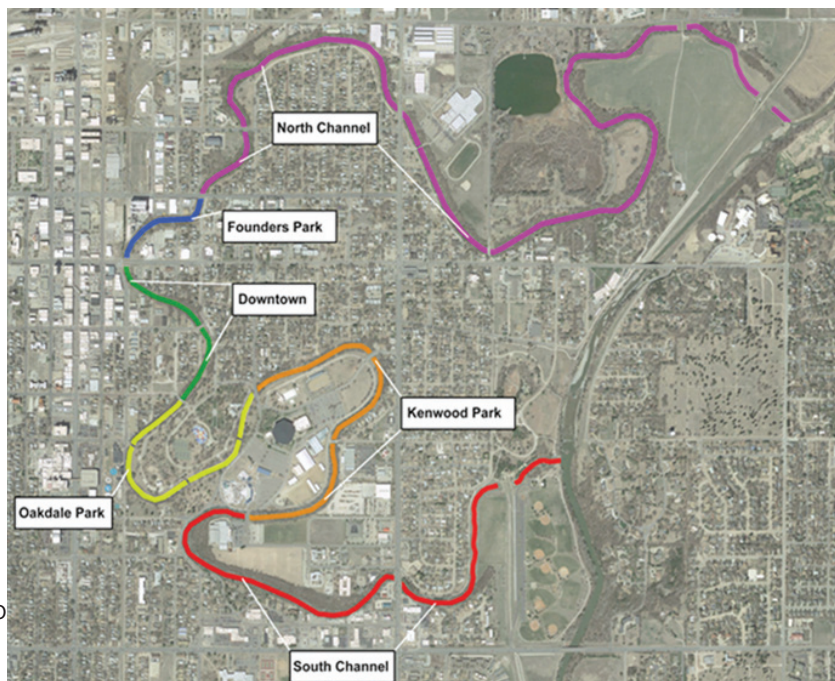 North Channel
Founders Park
Downtown
Kenwood Park
Oakdale Park
South Channel